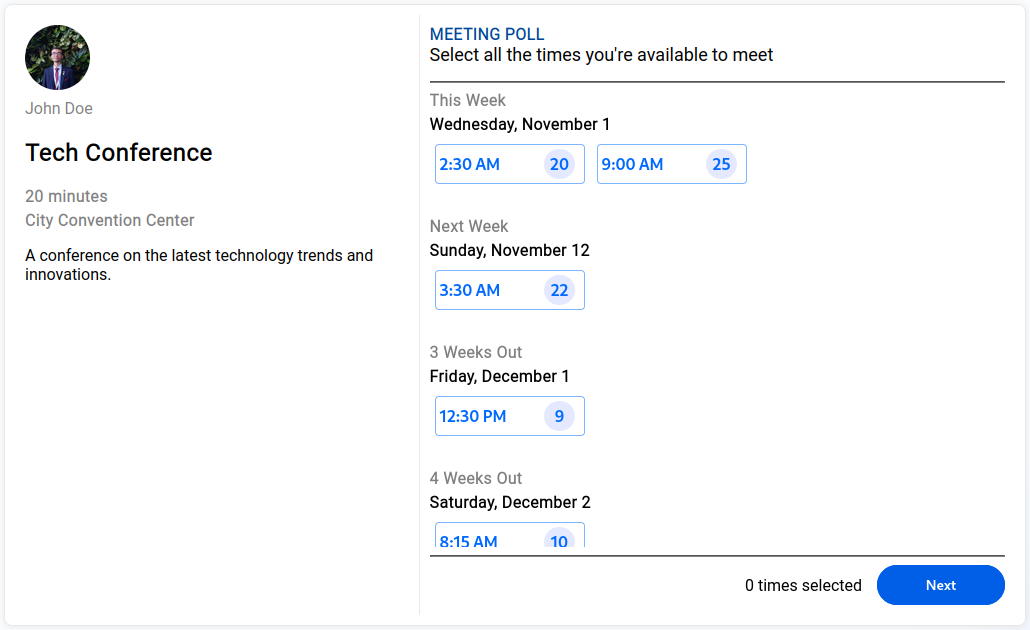 John Doe
Tech Conference
20 minutes
City Convention Center
A conference on the latest technology trends and
innovations.
MEETING POLL
Select all the times you're available to meet
This Week
Wednesday, November 1
2:30 AM 20 9:00 AM 25
Next Week
Sunday, November 12
3:30 AM 22
3 Weeks Out
Friday, December 1
12:30 PM 9
4 Weeks Out
Saturday, December 2
8:15 AM 10
0 times selected Next